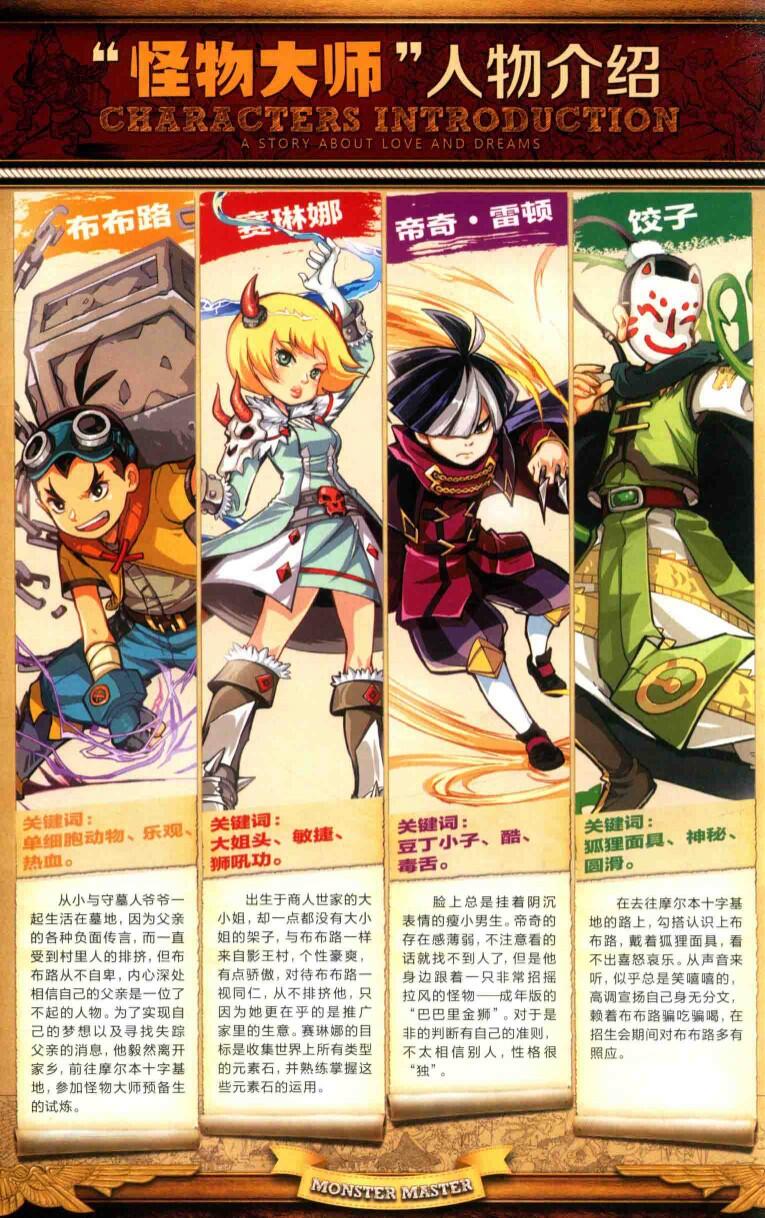 “怪物大师”人物介绍
CHARACTERS INTRODUCTION
A STORY ABOUT LOVE AND DREAMS
布布路
关键词：
单细胞动物、乐观、
热血。
从小与守墓人爷爷一
起生活在墓地，因为父亲
的各种负面传言，而一直
受到村里人的排挤，但布
布路从不自卑，内心深处
相信自己的父亲是一位了
不起的人物。为了实现自
己的梦想以及寻找失踪
父亲的消息，他毅然离开
家乡，前往摩尔本十字基
地，参加怪物大师预备生
的试炼。
赛琳娜
关键词：
大姐头、敏捷、
狮吼功。
出生于商人世家的大
小姐，却一点都没有大小
姐的架子，与布布路一样
来自影王村，个性豪爽，
有点骄傲，对待布布路一
视同仁，从不排挤他，只
因为她更在乎的是推广
家里的生意。赛琳娜的目
标是收集世界上所有类型
的元素石，并熟练掌握这
些元素石的运用。
帝奇·雷顿
关键词：
豆丁小子、酷、
毒舌。
脸上总是挂着阴沉
表情的瘦小男生。帝奇的
存在感薄弱，不注意看的
话就找不到人了，但是他
身边跟着一只非常招摇
拉风的怪物——成年版的
“巴巴里金狮”。对于是
非的判断有自己的准则，
不太相信别人，性格很
“独”。
饺子
关键词：
狐狸面具、神秘、
圆滑。
在去往摩尔本十字基
地的路上，勾搭认识上布
布路，戴着狐狸面具，看
不出喜怒哀乐。从声音来
听，似乎总是笑嘻嘻的，
高调宣扬自己身无分文，
赖着布布路骗吃骗喝，在
招生会期间对布布路多有
照应。
MONSTER MASTER